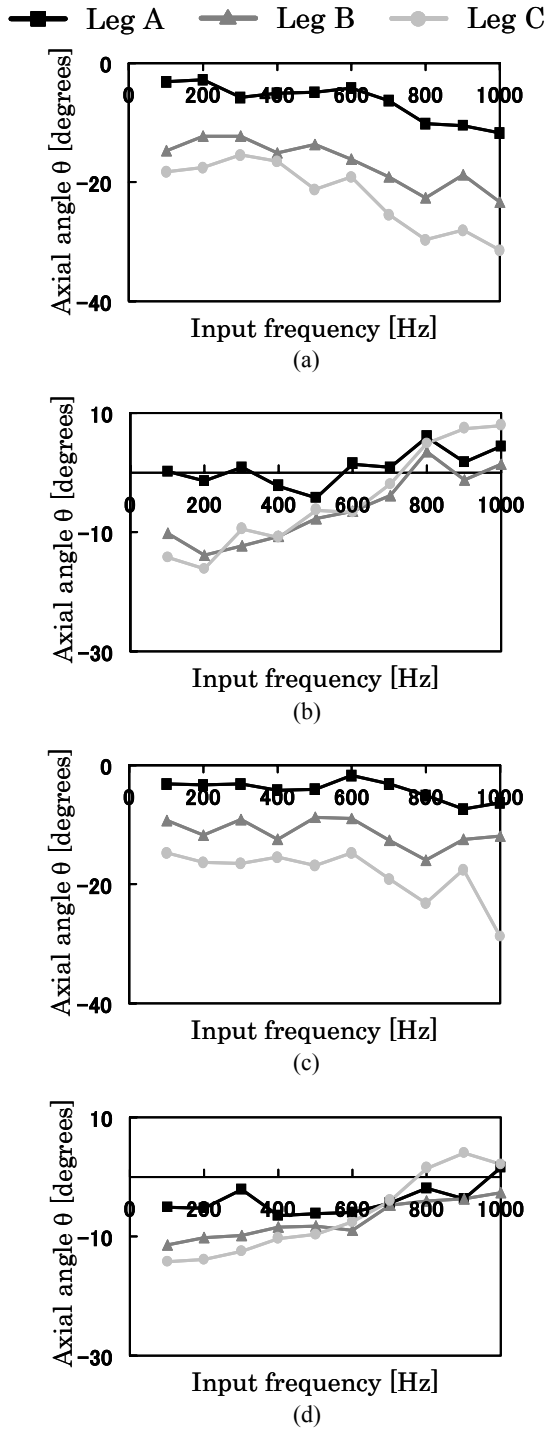 Leg A Leg B Leg C
0
0 200 400 600 800 1000
-20
-40
Axial angle θ [degrees]
Input frequency [Hz]
(a)
10
0 200 400 600 800 1000
-10
-30
Axial angle θ [degrees]
Input frequency [Hz]
(b)
0
0 200 400 600 800 1000
-20
-40
Axial angle θ [degrees]
Input frequency [Hz]
(c)
10
0 200 400 600 800 1000
-10
-30
Axial angle θ [degrees]
Input frequency [Hz]
(d)